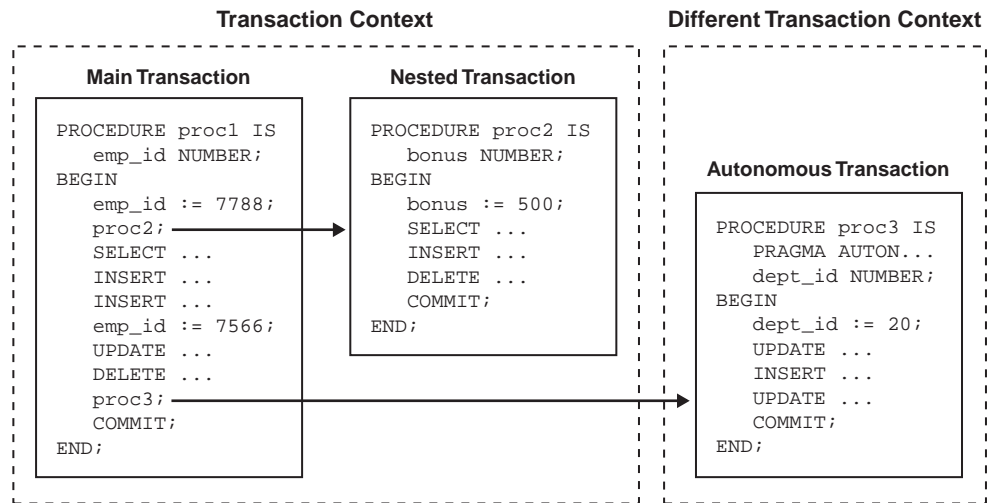 Transaction Context
Different Transaction Context
Main Transaction
PROCEDURE proc1 IS
emp_id NUMBER;
BEGIN
emp_id := 7788;
proc2;
SELECT ...
INSERT ...
INSERT ...
emp_id := 7566;
UPDATE ...
DELETE ...
proc3;
COMMIT;
END;
Nested Transaction
PROCEDURE proc2 IS
bonus NUMBER;
BEGIN
bonus := 500;
SELECT ...
INSERT ...
DELETE ...
COMMIT;
END;
Autonomous Transaction
PROCEDURE proc3 IS
PRAGMA AUTON...
dept_id NUMBER;
BEGIN
dept_id := 20;
UPDATE ...
INSERT ...
UPDATE ...
COMMIT;
END;